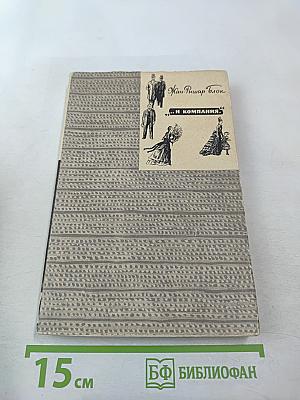 Жан Ришар Блок
„... и компания"
15 см
БФ БИБЛИОФАН